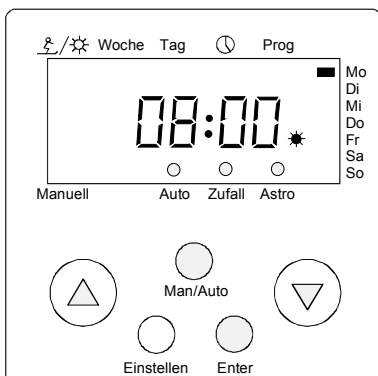 Woche Tag Prog
Mo
Di
Mi
08:00
Do
Fr
Sa
So
Manuell Auto Zufall Astro
Man/Auto
Einstellen Enter